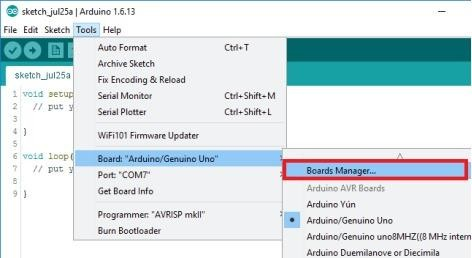 sketch_jul25a | Arduino 1.6.13
File Edit Sketch Tools Help
sketch_jul25a
1 void setup
2 // put y
3
4 }
5
6 void loop(
7 // put y
8
9 }
Auto Format Ctrl+T
Archive Sketch
Fix Encoding & Reload
Serial Monitor Ctrl+Shift+M
Serial Plotter Ctrl+Shift+L
WiFi101 Firmware Updater
Board: "Arduino/Genuino Uno"
Port: "COM7"
Get Board Info
Programmer: "AVRISP mkII"
Burn Bootloader
Boards Manager...
Arduino AVR Boards
Arduino Yún
Arduino/Genuino Uno
Arduino/Genuino uno8MHZ((8 MHz intern
Arduino Duemilanove or Diecimila